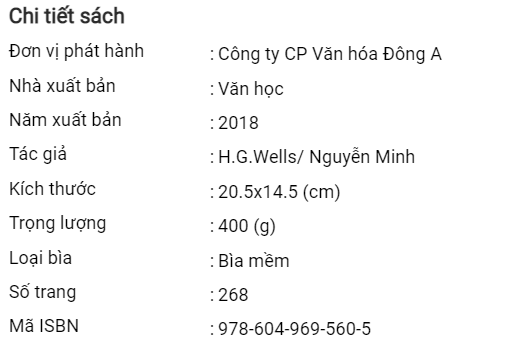 Chi tiết sách
Đơn vị phát hành : Công ty CP Văn hóa Đông A
Nhà xuất bản : Văn học
Năm xuất bản : 2018
Tác giả : H.G.Wells/ Nguyễn Minh
Kích thước : 20.5x14.5 (cm)
Trọng lượng : 400 (g)
Loại bìa : Bìa mềm
Số trang : 268
Mã ISBN : 978-604-969-560-5